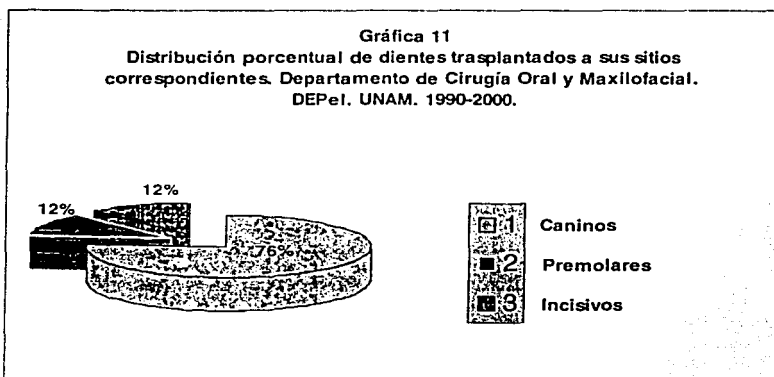 Gráfica 11
Distribución porcentual de dientes trasplantados a sus sitios
correspondientes. Departamento de Cirugía Oral y Maxilofacial.
DEPeI. UNAM. 1990-2000.
12%
12%
76%
1 Caninos
2 Premolares
3 Incisivos